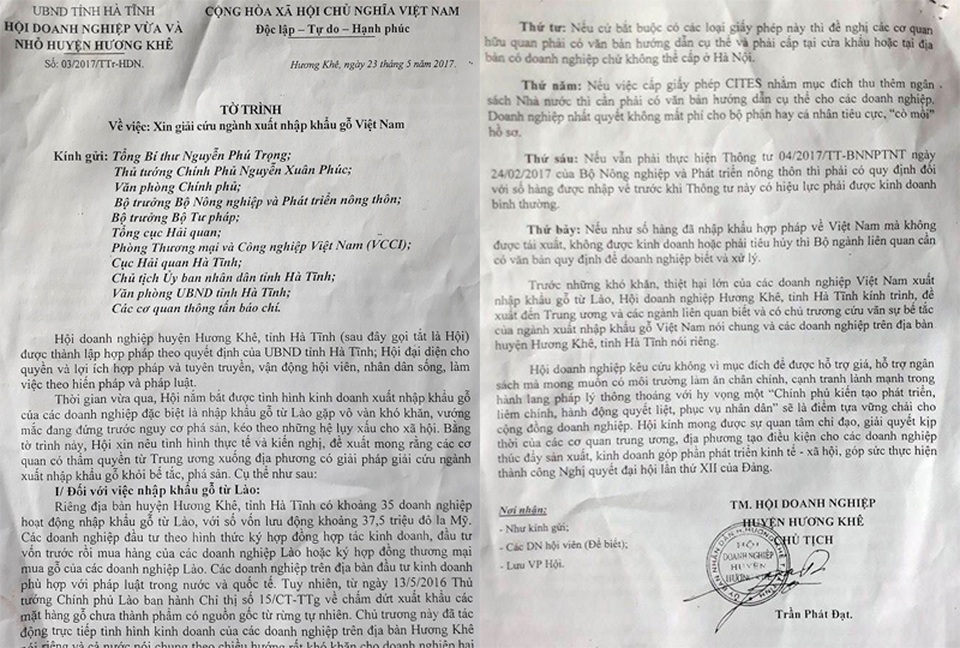 UBND TỈNH HÀ TĨNH
HỘI DOANH NGHIỆP VỪA VÀ
NHỎ HUYỆN HƯƠNG KHÊ
Số: 03/2017/TTr-HDN.
CỘNG HÒA XÃ HỘI CHỦ NGHĨA VIỆT NAM
Độc lập – Tự do – Hạnh phúc
Hương Khê, ngày 23 tháng 5 năm 2017.
TỜ TRÌNH
Về việc: Xin giải cứu ngành xuất nhập khẩu gỗ Việt Nam
Kính gửi: Tổng Bí thư Nguyễn Phú Trọng;
Thủ tướng Chính Phủ Nguyễn Xuân Phúc;
Văn phòng Chính phủ;
Bộ trưởng Bộ Nông nghiệp và Phát triển nông thôn;
Bộ trưởng Bộ Tư pháp;
Tổng cục Hải quan;
Phòng Thương mại và Công nghiệp Việt Nam (VCCI);
Cục Hải quan Hà Tĩnh;
Chủ tịch Ủy ban nhân dân tỉnh Hà Tĩnh;
Văn phòng UBND tỉnh Hà Tĩnh;
Các cơ quan thông tấn báo chí.
Hội doanh nghiệp huyện Hương Khê, tỉnh Hà Tĩnh (sau đây gọi tắt là Hội)
được thành lập hợp pháp theo quyết định của UBND tỉnh Hà Tĩnh; Hội đại diện cho
quyền và lợi ích hợp pháp và tuyên truyền, vận động hội viên, nhân dân sống, làm
việc theo hiến pháp và pháp luật.
Thời gian vừa qua, Hội nắm bắt được tình hình kinh doanh xuất nhập khẩu gỗ
của các doanh nghiệp đặc biệt là nhập khẩu gỗ từ Lào gặp vô vàn khó khăn, vướng
mắc đang đứng trước nguy cơ phá sản, kéo theo những hệ lụy xấu cho xã hội. Bằng
tờ trình này, Hội xin nêu tình hình thực tế và kiến nghị, đề xuất mong rằng các cơ
quan có thẩm quyền từ Trung ương xuống địa phương có giải pháp giải cứu ngành
xuất nhập khẩu gỗ khỏi bế tắc, phá sản. Cụ thể như sau:
I/ Đối với việc nhập khẩu gỗ từ Lào:
Riêng địa bàn huyện Hương Khê, tỉnh Hà Tĩnh có khoảng 35 doanh nghiệp
hoạt động nhập khẩu gỗ từ Lào, với số vốn lưu động khoảng 37,5 triệu đô la Mỹ.
Các doanh nghiệp đầu tư theo hình thức ký hợp đồng hợp tác kinh doanh, đầu tư
vốn trước rồi mua hàng của các doanh nghiệp Lào hoặc ký hợp đồng thương mại
mua gỗ của các doanh nghiệp Lào. Các doanh nghiệp trên địa bàn đầu tư kinh doanh
phù hợp với pháp luật trong nước và quốc tế. Tuy nhiên, từ ngày 13/5/2016 Thủ
tướng Chính phủ Lào ban hành Chỉ thị số 15/CT-TTg về chấm dứt xuất khẩu các
mặt hàng gỗ chưa thành phẩm có nguồn gốc từ rừng tự nhiên. Chủ trương này đã tác
động trực tiếp tình hình kinh doanh của các doanh nghiệp trên địa bàn Hương Khê
nói riêng và cả nước nói chung theo chiều hướng rất khó khăn cho doanh nghiệp hai
Thứ tư: Nếu cứ bắt buộc có các loại giấy phép này thì đề nghị các cơ quan
hữu quan phải có văn bản hướng dẫn cụ thể và phải cấp tại cửa khẩu hoặc tại địa
bàn có doanh nghiệp chứ không thể cấp ở Hà Nội.
Thứ năm: Nếu việc cấp giấy phép CITES nhằm mục đích thu thêm ngân
sách Nhà nước thì cần phải có văn bản hướng dẫn cụ thể cho các doanh nghiệp.
Doanh nghiệp nhất quyết không mất phí cho bộ phận hay cá nhân tiêu cực, “cò mồi”
hồ sơ.
Thứ sáu: Nếu vẫn phải thực hiện Thông tư 04/2017/TT-BNNPTNT ngày
24/02/2017 của Bộ Nông nghiệp và Phát triển nông thôn thì phải có quy định đối
với số hàng được nhập về trước khi Thông tư này có hiệu lực phải được kinh doanh
bình thường.
Thứ bảy: Nếu như số hàng đã nhập khẩu hợp pháp về Việt Nam mà không
được tái xuất, không được kinh doanh hoặc phải tiêu hủy thì Bộ ngành liên quan cần
có văn bản quy định để doanh nghiệp biết và xử lý.
Trước những khó khăn, thiệt hại lớn của các doanh nghiệp Việt Nam xuất
nhập khẩu gỗ từ Lào, Hội doanh nghiệp Hương Khê, tỉnh Hà Tĩnh kính trình, đề
xuất đến Trung ương và các ngành liên quan biết và có chủ trương cứu vãn sự bế tắc
của ngành xuất nhập khẩu gỗ Việt Nam nói chung và các doanh nghiệp trên địa bàn
huyện Hương Khê, tỉnh Hà Tĩnh nói riêng.
Hội doanh nghiệp kêu cứu không vì mục đích để được hỗ trợ giá, hỗ trợ ngân
sách mà mong muốn có môi trường làm ăn chân chính, cạnh tranh lành mạnh trong
hành lang pháp lý thông thoáng với hy vọng một “Chính phủ kiến tạo phát triển,
liêm chính, hành động quyết liệt, phục vụ nhân dân” sẽ là điểm tựa vững chải cho
cộng đồng doanh nghiệp. Hội kính mong được sự quan tâm chỉ đạo, giải quyết kịp
thời của các cơ quan trung ương, địa phương tạo điều kiện cho các doanh nghiệp
thúc đẩy sản xuất, kinh doanh góp phần phát triển kinh tế - xã hội, góp sức thực hiện
thành công Nghị quyết đại hội lần thứ XII của Đảng.
Nơi nhận:
- Như kính gửi;
- Các DN hội viên (Để biết);
- Lưu VP Hội.
TM. HỘI DOANH NGHIỆP
HUYỆN HƯƠNG KHÊ
CHỦ TỊCH
HỘI
DOANH NGHIỆP
HUYỆN
HƯƠNG KHÊ
Trần Phát Đạt.